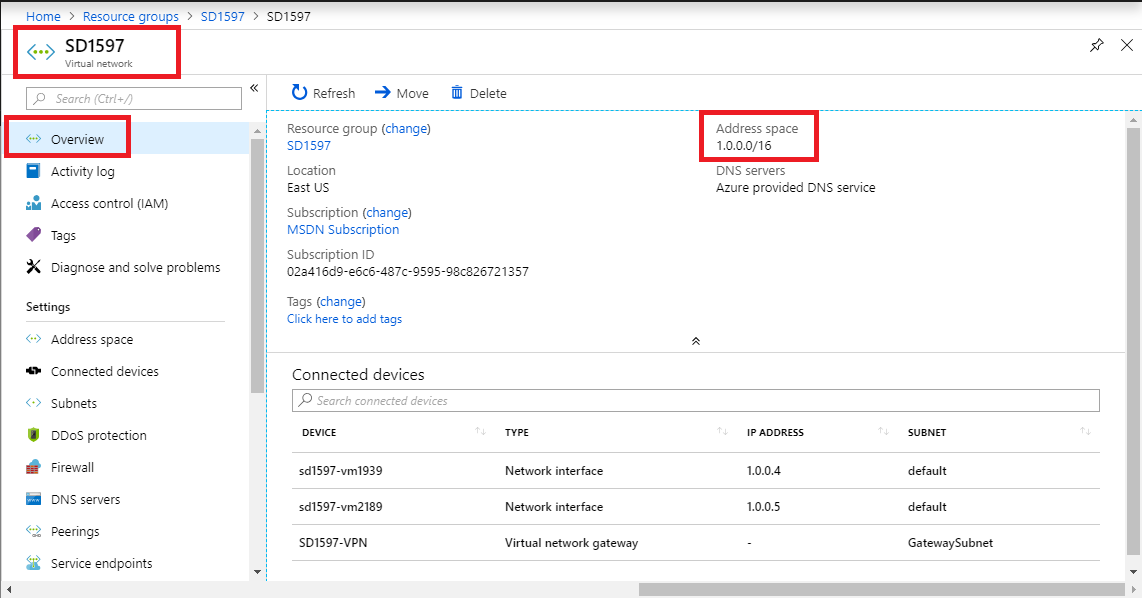 Home > Resource groups > SD1597 > SD1597
SD1597
Virtual network
Search (Ctrl+/)
«
Overview
Activity log
Access control (IAM)
Tags
Diagnose and solve problems
Settings
Address space
Connected devices
Subnets
DDoS protection
Firewall
DNS servers
Peerings
Service endpoints
Refresh Move Delete
Resource group (change)
SD1597
Location
East US
Subscription (change)
MSDN Subscription
Subscription ID
02a416d9-e6c6-487c-9595-98c826721357
Tags (change)
Click here to add tags
Address space
1.0.0.0/16
DNS servers
Azure provided DNS service
Connected devices
Search connected devices
DEVICE TYPE IP ADDRESS SUBNET
sd1597-vm1939 Network interface 1.0.0.4 default
sd1597-vm2189 Network interface 1.0.0.5 default
SD1597-VPN Virtual network gateway - GatewaySubnet